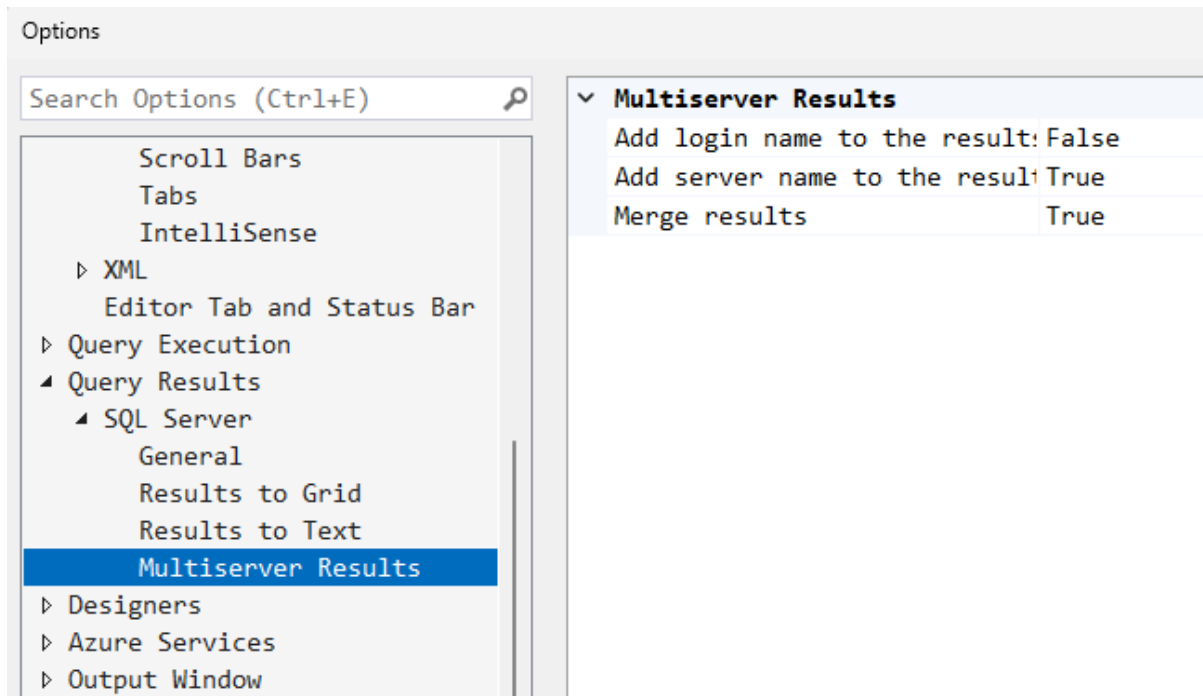 Options
Search Options (Ctrl+E)
Scroll Bars
Tabs
IntelliSense
XML
Editor Tab and Status Bar
Query Execution
Query Results
SQL Server
General
Results to Grid
Results to Text
Multiserver Results
Designers
Azure Services
Output Window
Multiserver Results
Add login name to the results False
Add server name to the result True
Merge results True